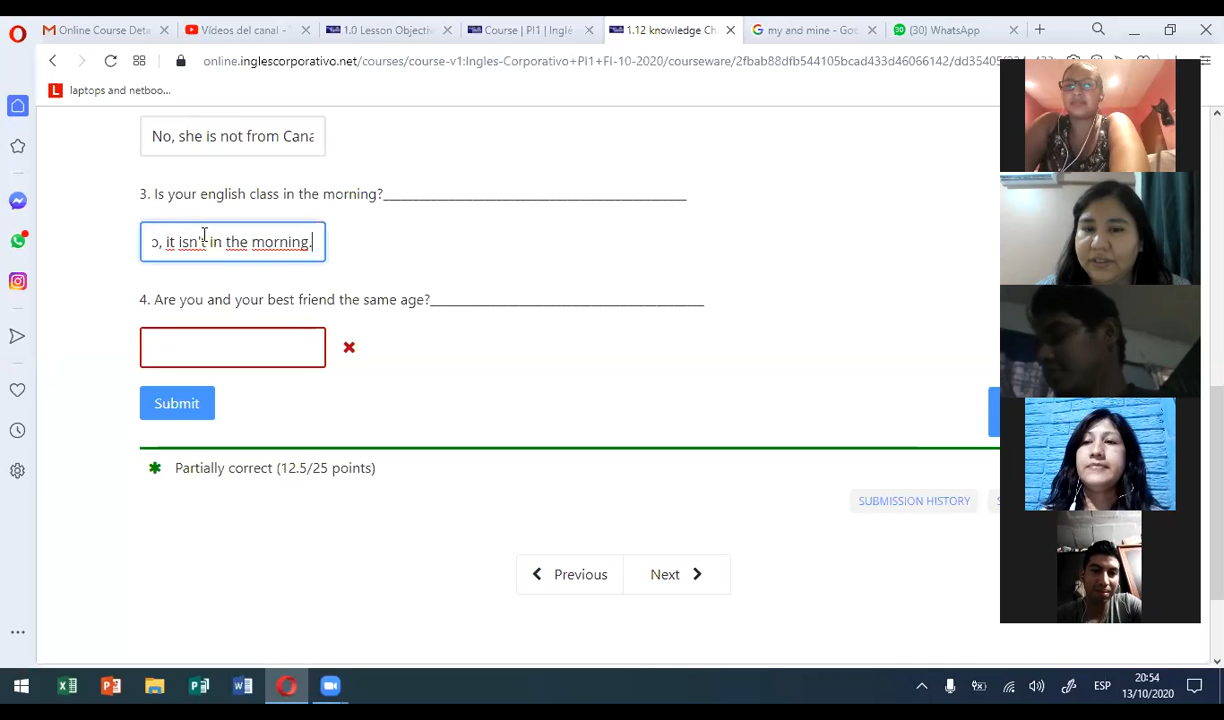 Online Course Deta
Vídeos del canal -
1.0 Lesson Objectiv
Course | PI1 | Inglé
1.12 knowledge Ch
my and mine - Goo
(30) WhatsApp
online.inglescorporativo.net/courses/course-v1:Ingles-Corporativo+PI1+FI-10-2020/courseware/2fbab88dfb544105bcad433d46066142/dd35405
laptops and netboo...
No, she is not from Cana
3. Is your english class in the morning?
o, it isn't in the morning.
4. Are you and your best friend the same age?
Submit
Partially correct (12.5/25 points)
SUBMISSION HISTORY
Previous
Next
ESP
20:54
13/10/2020